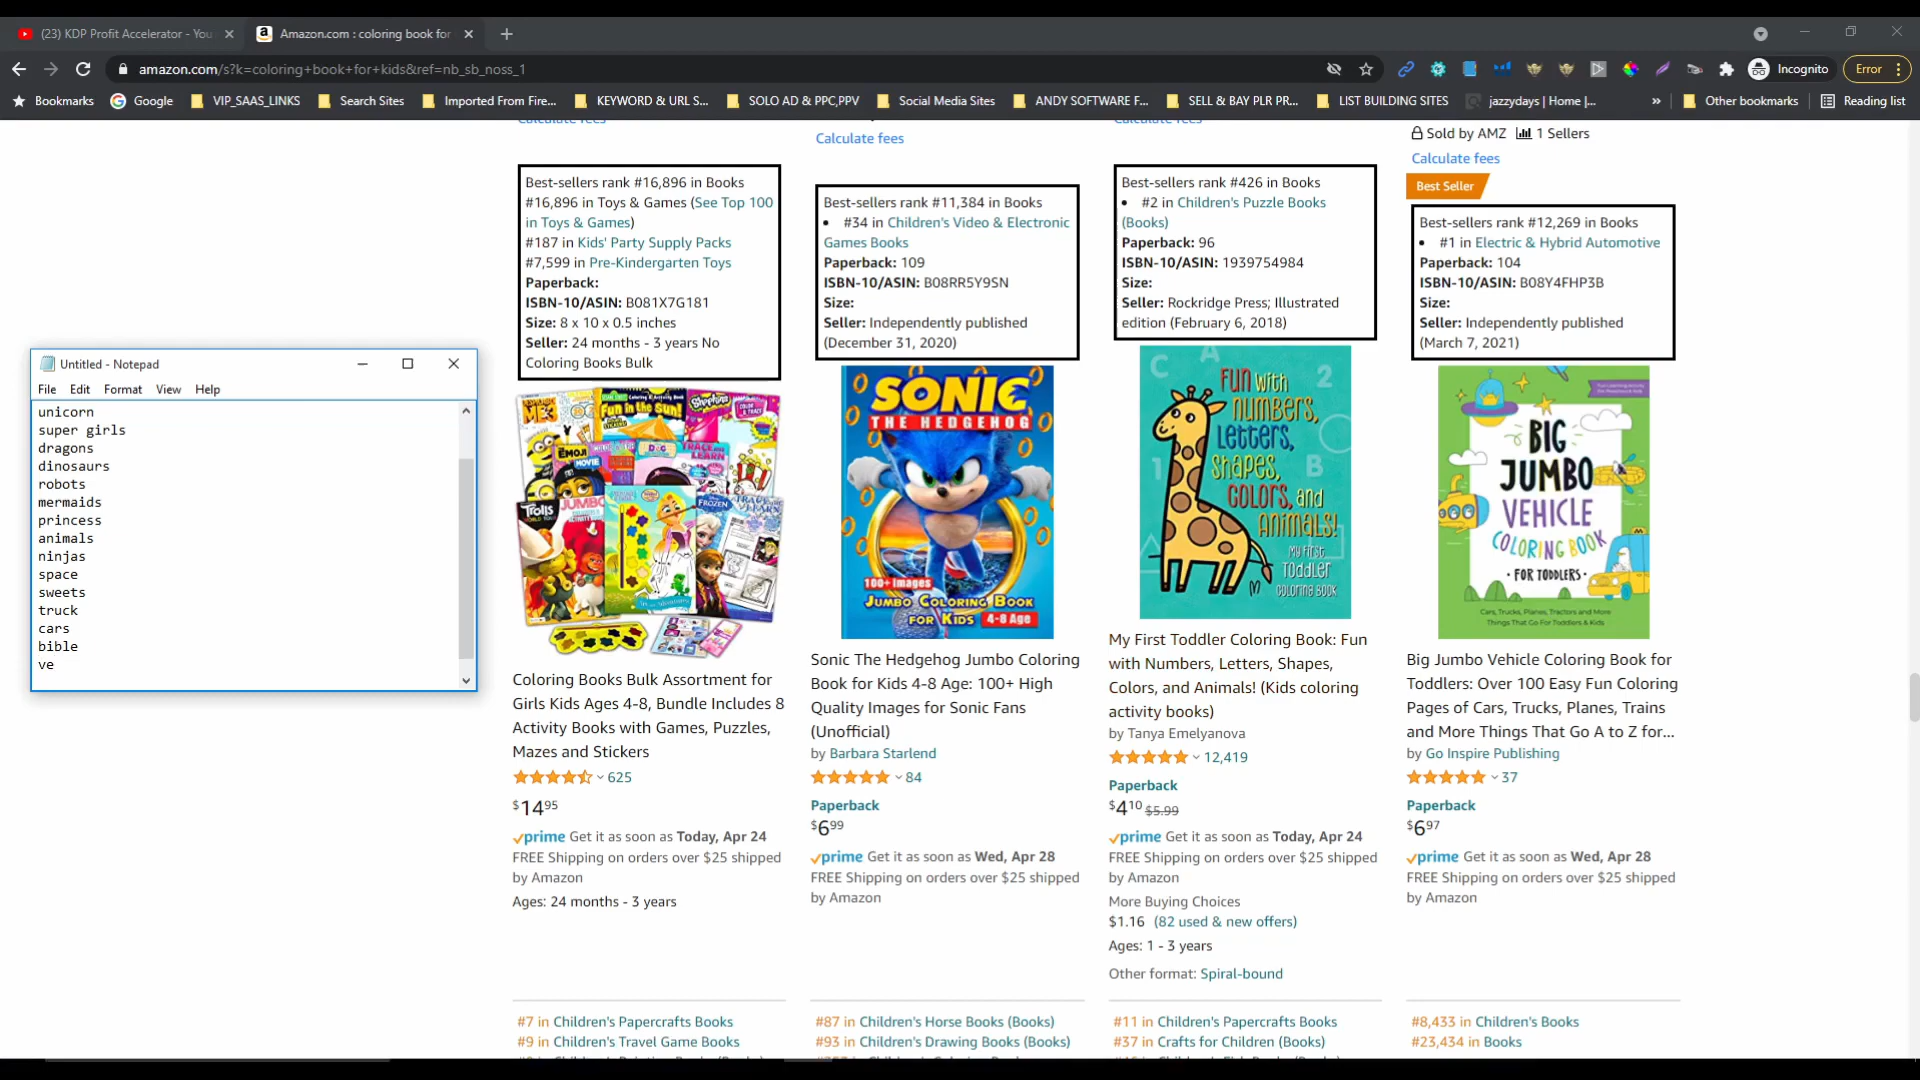 (23) KDP Profit Accelerator - You
Amazon.com : coloring book for
amazon.com/s?k=coloring+book+for+kids&ref=nb_sb_noss_1
Incognito
Error
Bookmarks
Google
VIP_SAAS_LINKS
Search Sites
Imported From Fire...
KEYWORD & URL S...
SOLO AD & PPC,PPV
Social Media Sites
ANDY SOFTWARE F...
SELL & BAY PLR PR...
LIST BUILDING SITES
jazzydays | Home |...
»
Other bookmarks
Reading list
Untitled - Notepad
File Edit Format View Help
unicorn
super girls
dragons
dinosaurs
robots
mermaids
princess
animals
ninjas
space
sweets
truck
cars
bible
ve
Calculate fees
Best-sellers rank #16,896 in Books
#16,896 in Toys & Games (See Top 100
in Toys & Games)
#187 in Kids' Party Supply Packs
#7,599 in Pre-Kindergarten Toys
Paperback:
ISBN-10/ASIN: B081X7G181
Size: 8 x 10 x 0.5 inches
Seller: 24 months - 3 years No
Coloring Books Bulk
Fun in the Sun!
Shopkins
EMOJI
MOVIE
Trolls
JUMBO
FROZEN
Coloring Books Bulk Assortment for
Girls Kids Ages 4-8, Bundle Includes 8
Activity Books with Games, Puzzles,
Mazes and Stickers
625
$14 95
prime Get it as soon as Today, Apr 24
FREE Shipping on orders over $25 shipped
by Amazon
Ages: 24 months - 3 years
#7 in Children's Papercrafts Books
#9 in Children's Travel Game Books
Calculate fees
Best-sellers rank #11,384 in Books
• #34 in Children's Video & Electronic
Games Books
Paperback: 109
ISBN-10/ASIN: B08RR5Y9SN
Size:
Seller: Independently published
(December 31, 2020)
SONIC
THE HEDGEHOG
100+ Images
JUMBO COLORING BOOK
FOR KIDS 4-8 Age
Sonic The Hedgehog Jumbo Coloring
Book for Kids 4-8 Age: 100+ High
Quality Images for Sonic Fans
(Unofficial)
by Barbara Starlend
84
Paperback
$6 99
prime Get it as soon as Wed, Apr 28
FREE Shipping on orders over $25 shipped
by Amazon
#87 in Children's Horse Books (Books)
#93 in Children's Drawing Books (Books)
Calculate fees
Best-sellers rank #426 in Books
• #2 in Children's Puzzle Books
(Books)
Paperback: 96
ISBN-10/ASIN: 1939754984
Size:
Seller: Rockridge Press; Illustrated
edition (February 6, 2018)
Fun with
numbers,
Letters,
shapes,
colors, and
Animals!
My First
Toddler
Coloring Book
My First Toddler Coloring Book: Fun
with Numbers, Letters, Shapes,
Colors, and Animals! (Kids coloring
activity books)
by Tanya Emelyanova
12,419
Paperback
$4 10 $5.99
prime Get it as soon as Today, Apr 24
FREE Shipping on orders over $25 shipped
by Amazon
More Buying Choices
$1.16 (82 used & new offers)
Ages: 1 - 3 years
Other format: Spiral-bound
#11 in Children's Papercrafts Books
#37 in Crafts for Children (Books)
Sold by AMZ 1 Sellers
Calculate fees
Best Seller
Best-sellers rank #12,269 in Books
• #1 in Electric & Hybrid Automotive
Paperback: 104
ISBN-10/ASIN: B08Y4FHP3B
Size:
Seller: Independently published
(March 7, 2021)
BIG
JUMBO
VEHICLE
COLORING BOOK
· FOR TODDLERS ·
Cars, Trucks, Planes, Tractors and More
Things That Go For Toddlers & Kids
Big Jumbo Vehicle Coloring Book for
Toddlers: Over 100 Easy Fun Coloring
Pages of Cars, Trucks, Planes, Trains
and More Things That Go A to Z for...
by Go Inspire Publishing
37
Paperback
$6 97
prime Get it as soon as Wed, Apr 28
FREE Shipping on orders over $25 shipped
by Amazon
#8,433 in Children's Books
#23,434 in Books